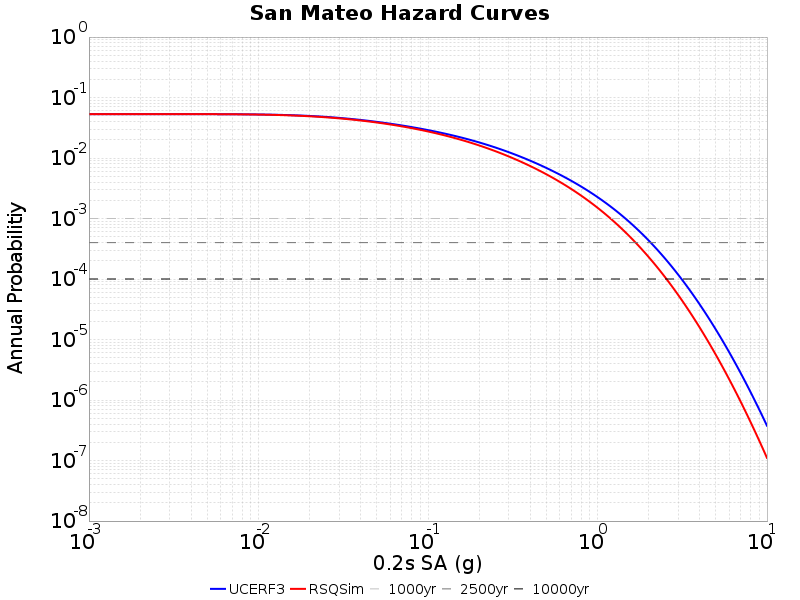 San Mateo Hazard Curves
Annual Probabilitiy
10^0
10^-1
10^-2
10^-3
10^-4
10^-5
10^-6
10^-7
10^-8
10^-3 10^-2 10^-1 10^0 10^1
0.2s SA (g)
UCERF3 RSQSim 1000yr 2500yr 10000yr